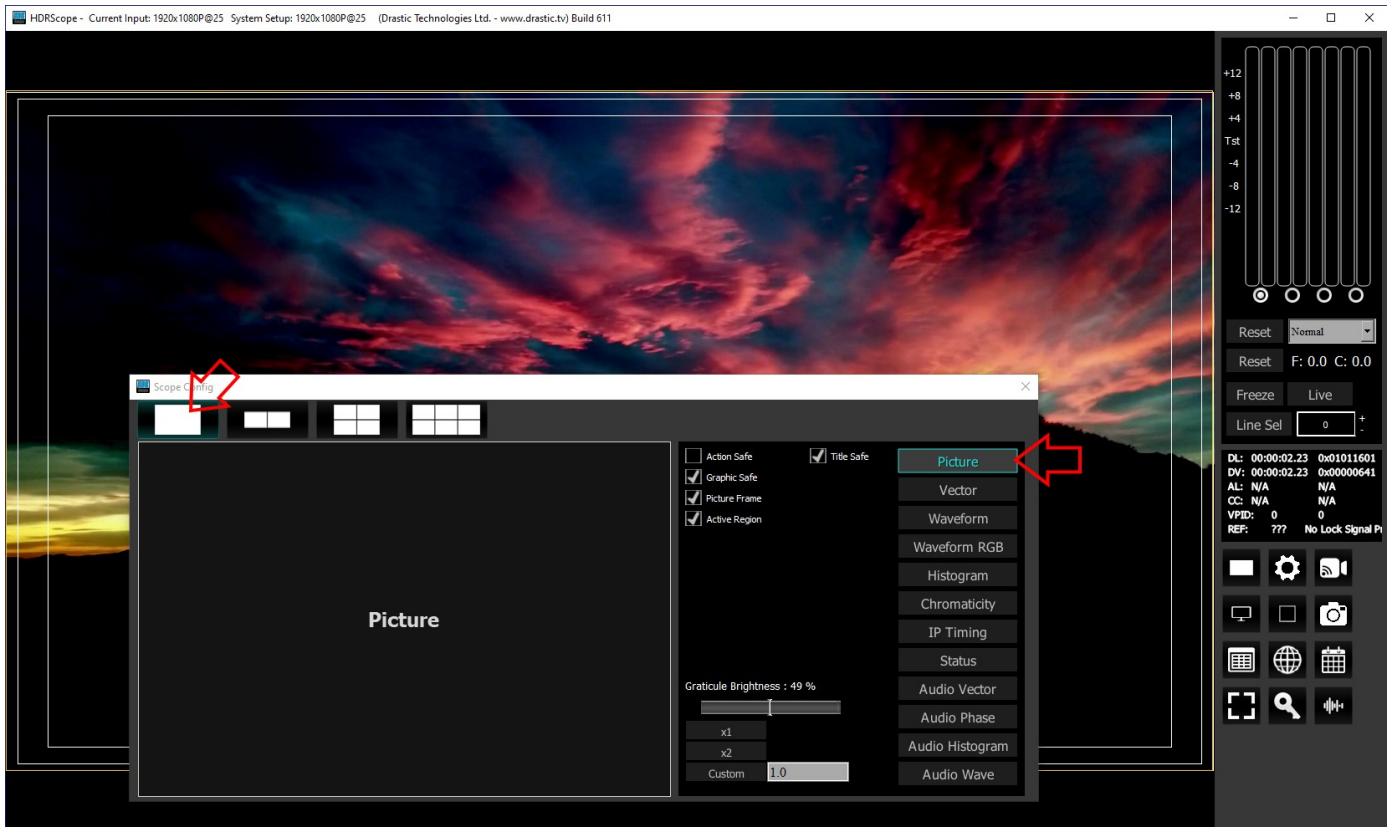 HDRScope - Current Input: 1920x1080P@25 System Setup: 1920x1080P@25 (Drastic Technologies Ltd. - www.drastic.tv) Build 611
+12
+8
+4
Tst
-4
-8
-12
Reset Normal
Reset F: 0.0 C: 0.0
Freeze Live
Line Sel 0 + -
DL: 00:00:02.23 0x01011601
DV: 00:00:02.23 0x00000641
AL: N/A N/A
CC: N/A N/A
VPID: 0 0
REF: ??? No Lock Signal Pr
Scope Config
Picture
Action Safe Title Safe
Graphic Safe
Picture Frame
Active Region
Graticule Brightness : 49 %
x1
x2
Custom 1.0
Picture
Vector
Waveform
Waveform RGB
Histogram
Chromaticity
IP Timing
Status
Audio Vector
Audio Phase
Audio Histogram
Audio Wave